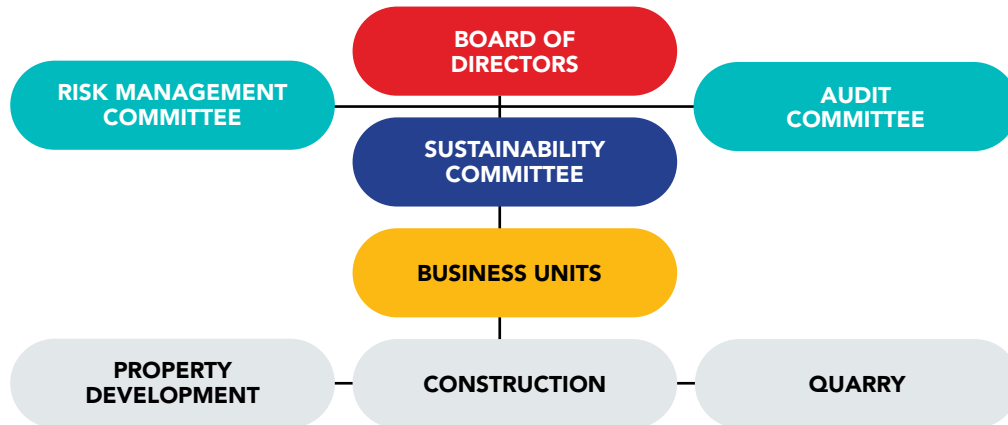 BOARD OF
DIRECTORS
RISK MANAGEMENT
COMMITTEE
AUDIT
COMMITTEE
SUSTAINABILITY
COMMITTEE
BUSINESS UNITS
PROPERTY
DEVELOPMENT
CONSTRUCTION
QUARRY